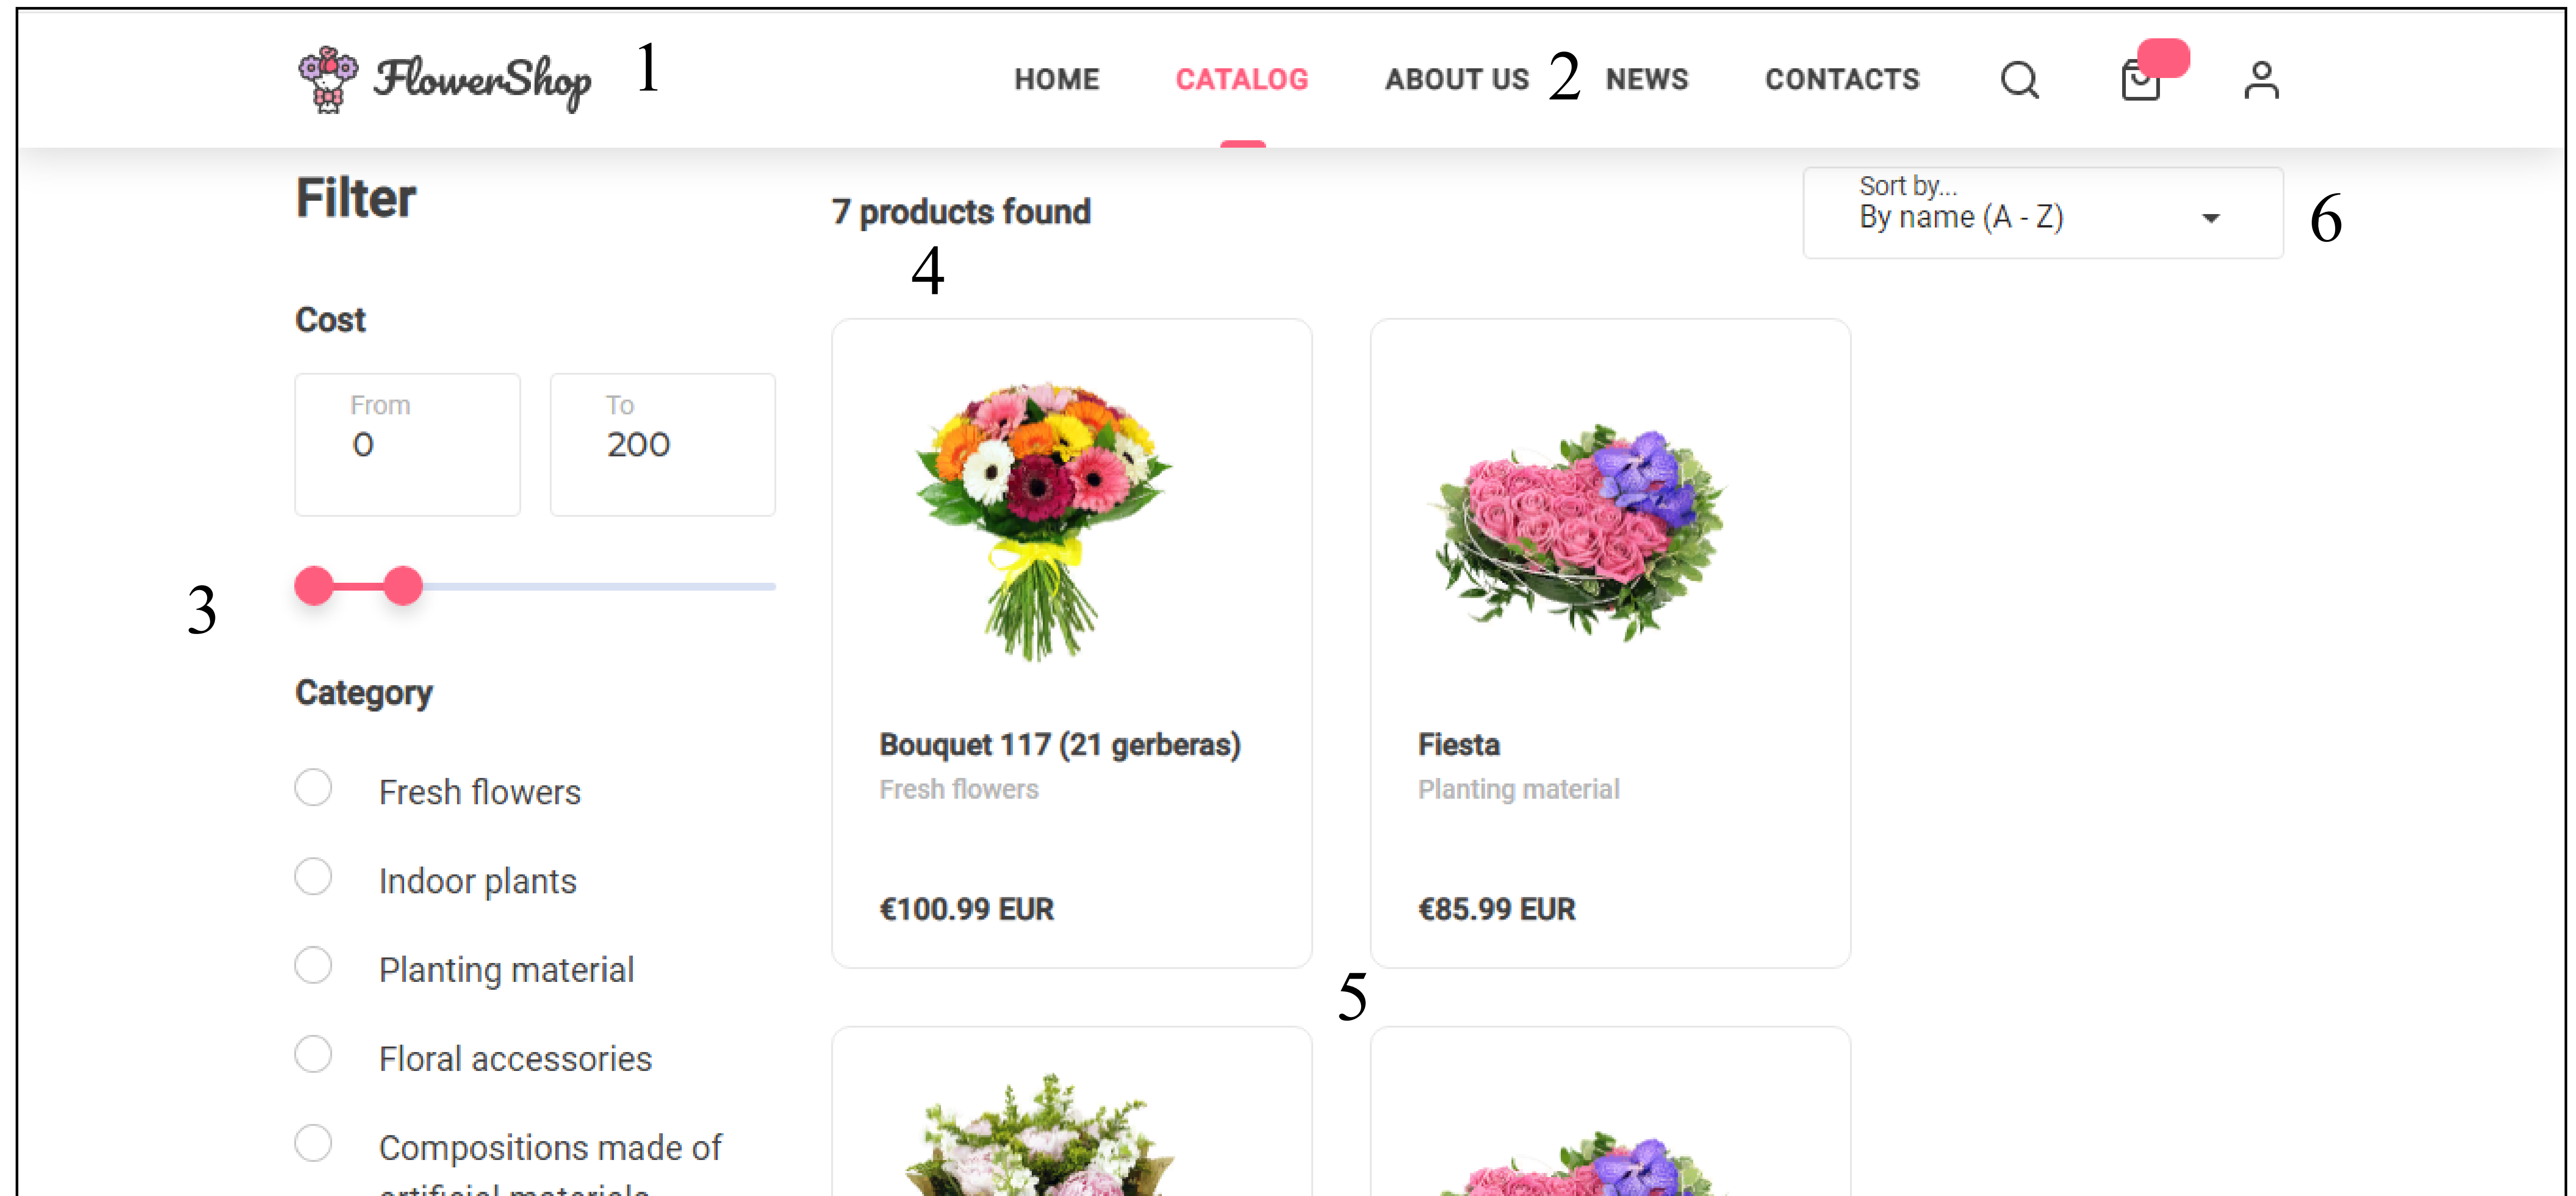 FlowerShop 1 HOME CATALOG ABOUT US 2 NEWS CONTACTS
Filter
7 products found
Sort by...
By name (A - Z)
6
4
Cost
From
0
To
200
3
Category
Fresh flowers
Indoor plants
Planting material
Floral accessories
Compositions made of
artificial materials
Bouquet 117 (21 gerberas)
Fresh flowers
€100.99 EUR
Fiesta
Planting material
€85.99 EUR
5